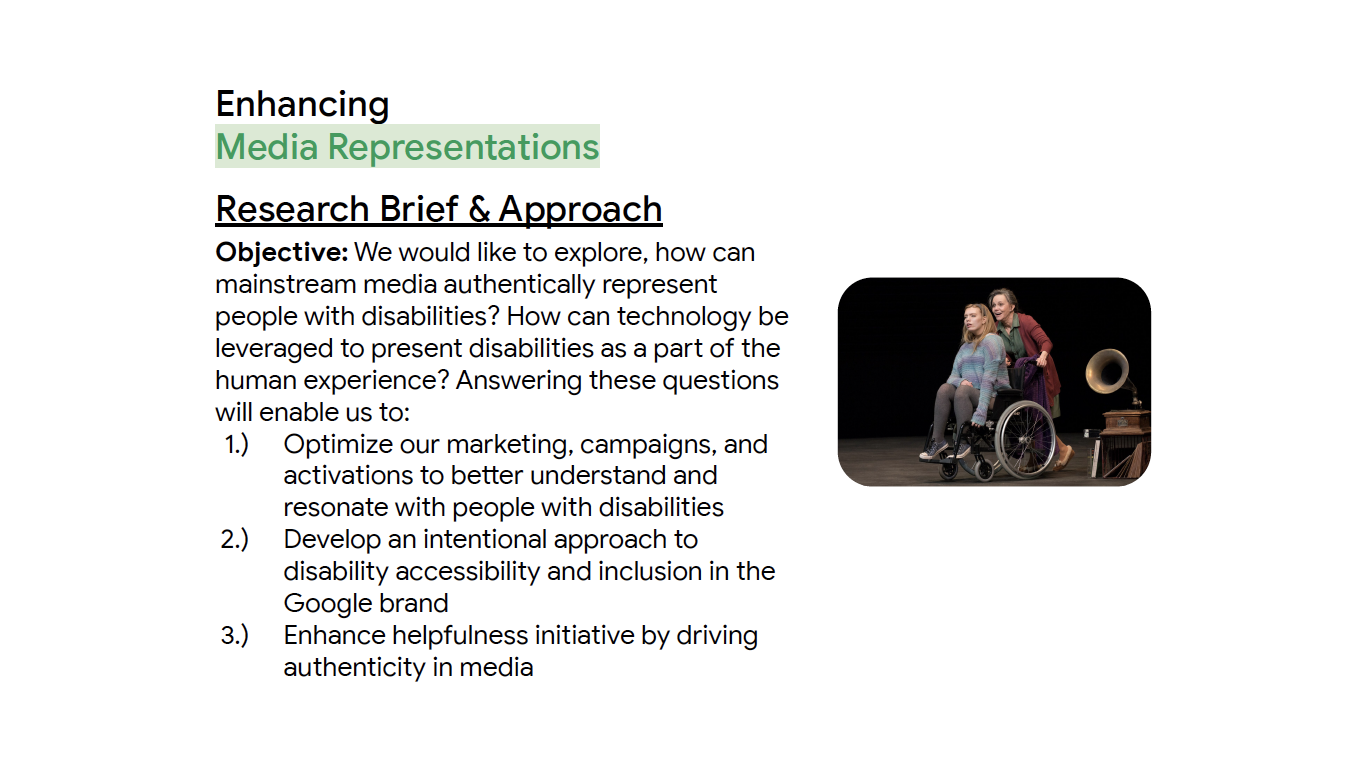 Enhancing
Media Representations
Research Brief & Approach
Objective: We would like to explore, how can
mainstream media authentically represent
people with disabilities? How can technology be
leveraged to present disabilities as a part of the
human experience? Answering these questions
will enable us to:
1.) Optimize our marketing, campaigns, and
activations to better understand and
resonate with people with disabilities
2.) Develop an intentional approach to
disability accessibility and inclusion in the
Google brand
3.) Enhance helpfulness initiative by driving
authenticity in media